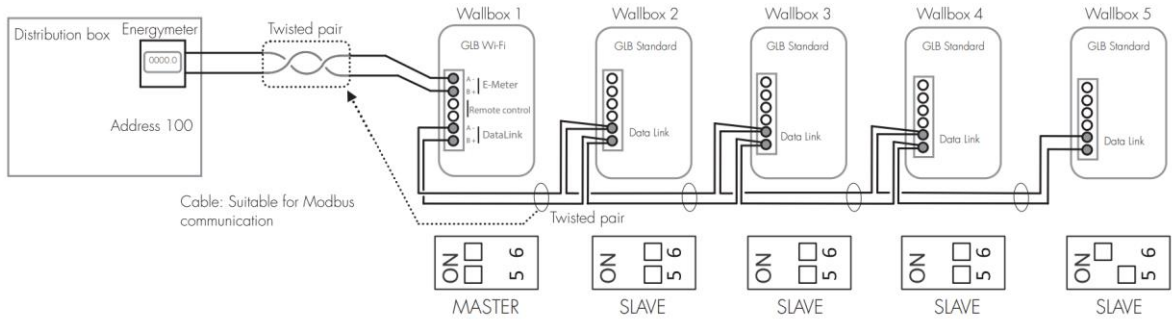 Wallbox 1
Wallbox 2
Wallbox 3
Wallbox 4
Wallbox 5
Distribution box
Energymeter
Twisted pair
0000.0
Address 100
GLB Wi-Fi
A -
B +
E-Meter
Remote control
A -
B +
DataLink
GLB Standard
Data Link
GLB Standard
Data Link
GLB Standard
Data Link
GLB Standard
Data Link
Cable: Suitable for Modbus
communication
Twisted pair
ON
5 6
MASTER
ON
5 6
SLAVE
ON
5 6
SLAVE
ON
5 6
SLAVE
ON
5 6
SLAVE